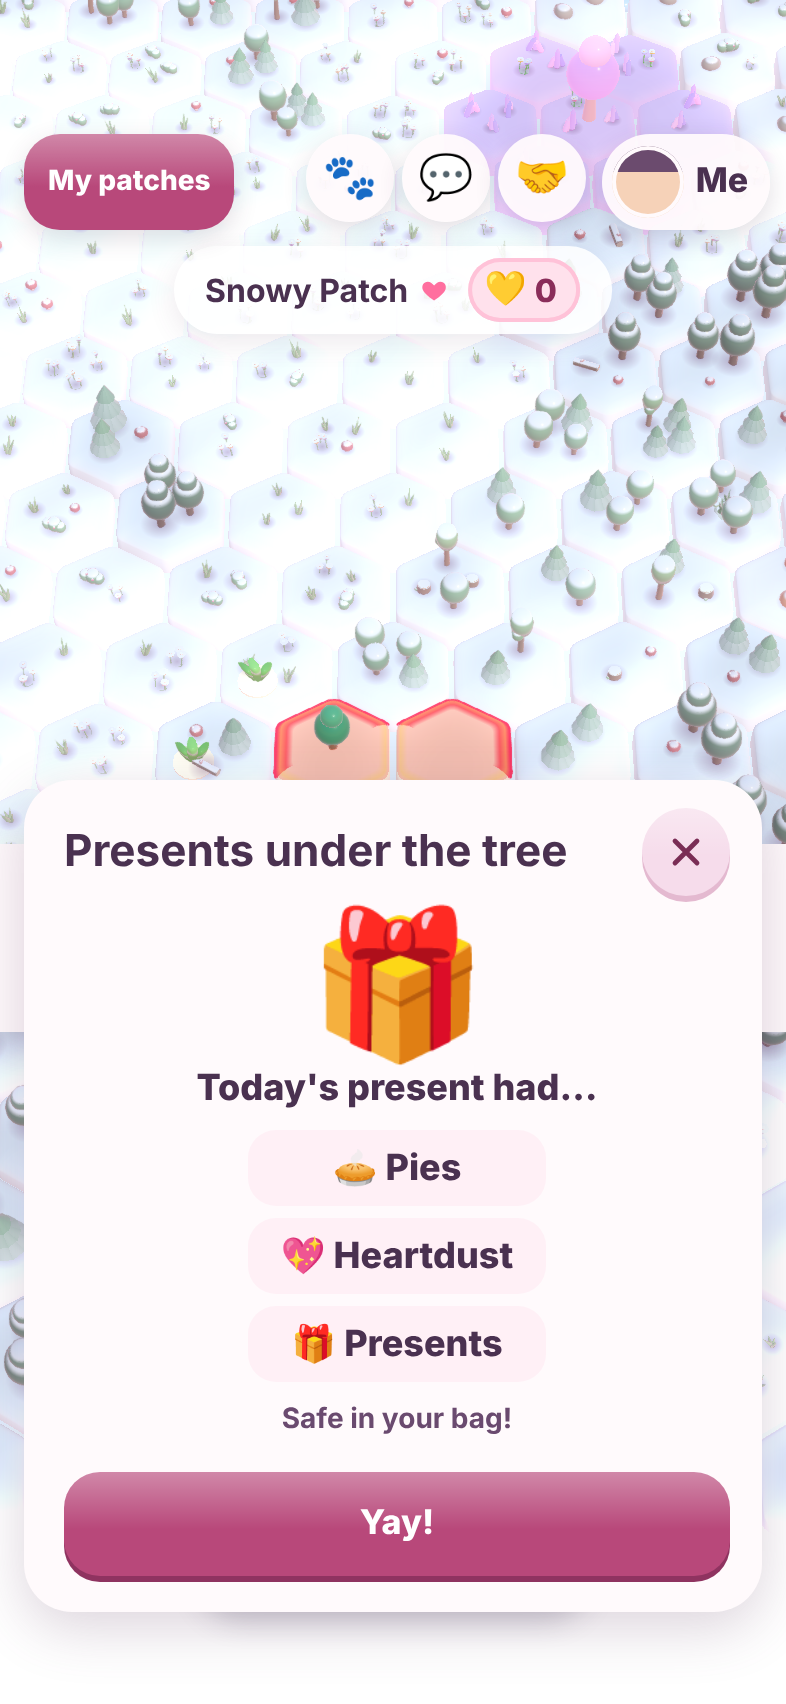 My patches
Me
Snowy Patch
0
Presents under the tree
Today's present had...
Pies
Heartdust
Presents
Safe in your bag!
Yay!